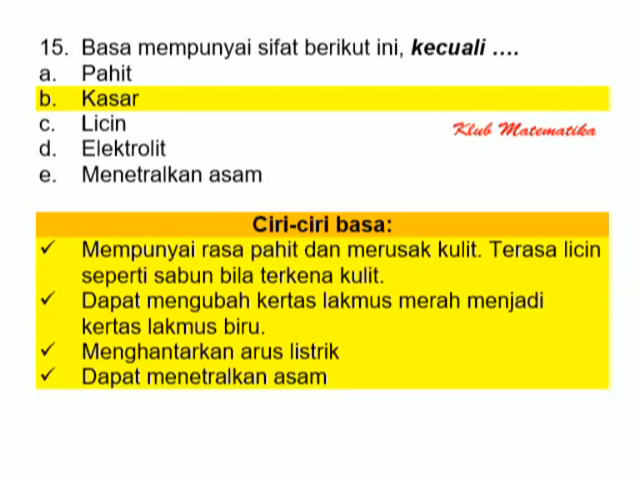 15. Basa mempunyai sifat berikut ini, kecuali ....
a. Pahit
b. Kasar
c. Licin
Klub Matematika
d. Elektrolit
e. Menetralkan asam
Ciri-ciri basa:
✓ Mempunyai rasa pahit dan merusak kulit. Terasa licin
seperti sabun bila terkena kulit.
✓ Dapat mengubah kertas lakmus merah menjadi
kertas lakmus biru.
✓ Menghantarkan arus listrik
✓ Dapat menetralkan asam